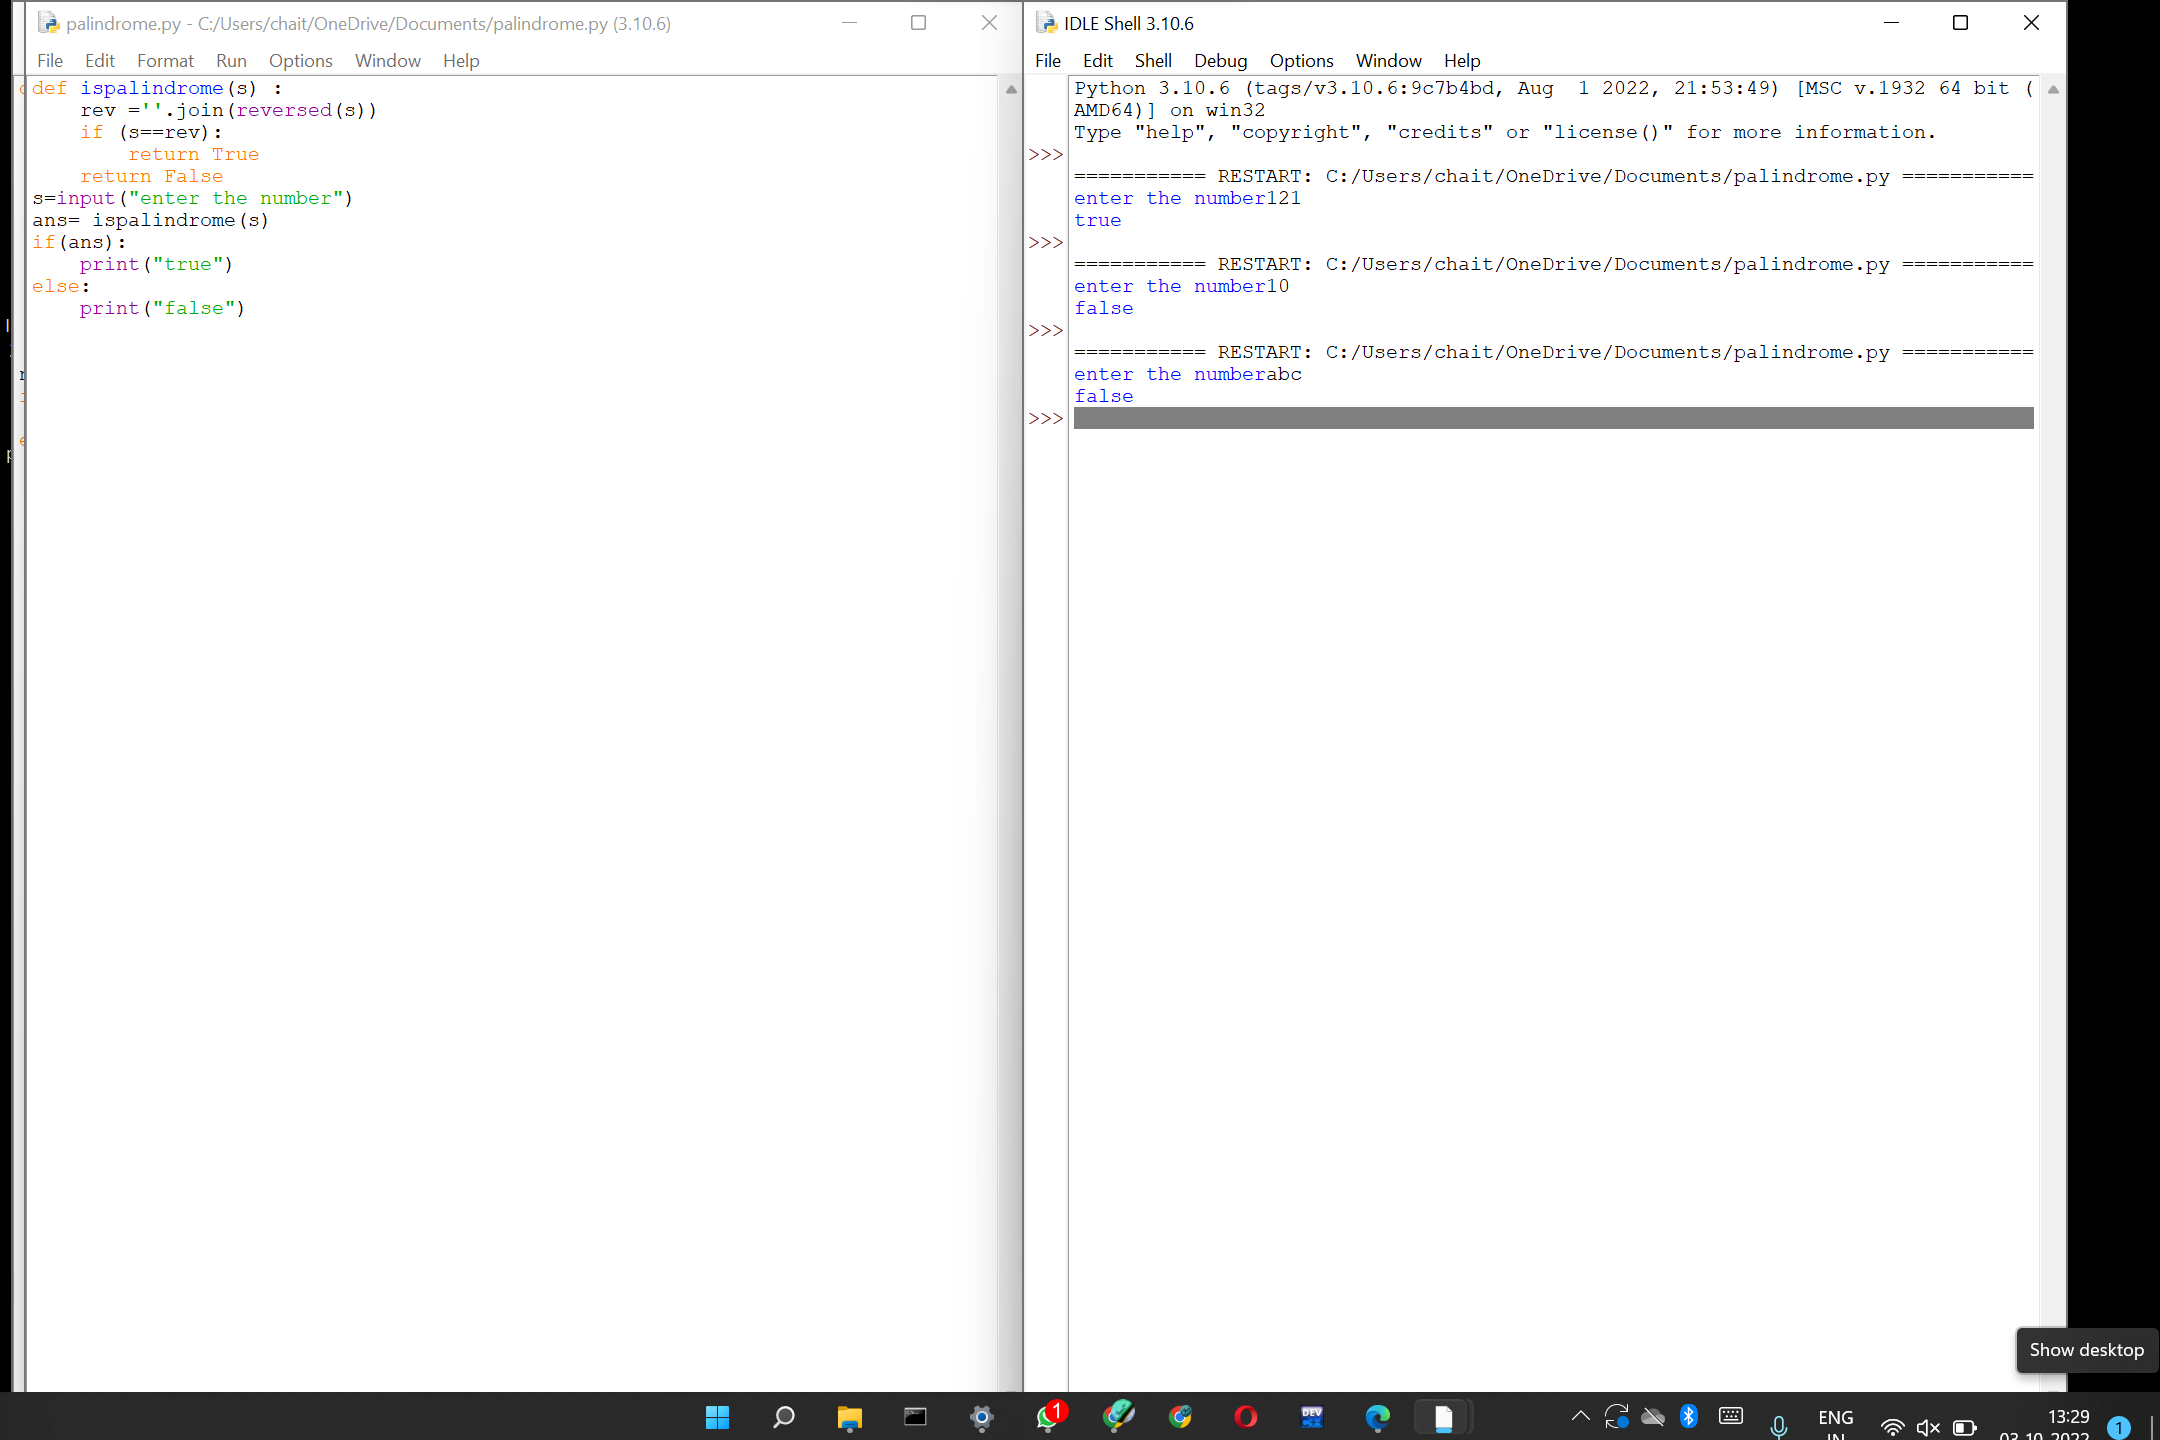 palindrome.py - C:/Users/chait/OneDrive/Documents/palindrome.py (3.10.6)
File Edit Format Run Options Window Help
def ispalindrome(s) :
    rev =''.join(reversed(s))
    if (s==rev):
        return True
    return False
s=input("enter the number")
ans= ispalindrome(s)
if(ans):
    print("true")
else:
    print("false")
IDLE Shell 3.10.6
File Edit Shell Debug Options Window Help
Python 3.10.6 (tags/v3.10.6:9c7b4bd, Aug  1 2022, 21:53:49) [MSC v.1932 64 bit (
AMD64)] on win32
Type "help", "copyright", "credits" or "license()" for more information.
>>>
=========== RESTART: C:/Users/chait/OneDrive/Documents/palindrome.py ===========
enter the number121
true
>>>
=========== RESTART: C:/Users/chait/OneDrive/Documents/palindrome.py ===========
enter the number10
false
>>>
=========== RESTART: C:/Users/chait/OneDrive/Documents/palindrome.py ===========
enter the numberabc
false
>>>
Show desktop
1
DEV
ENG
IN
13:29
03-10-2022
1